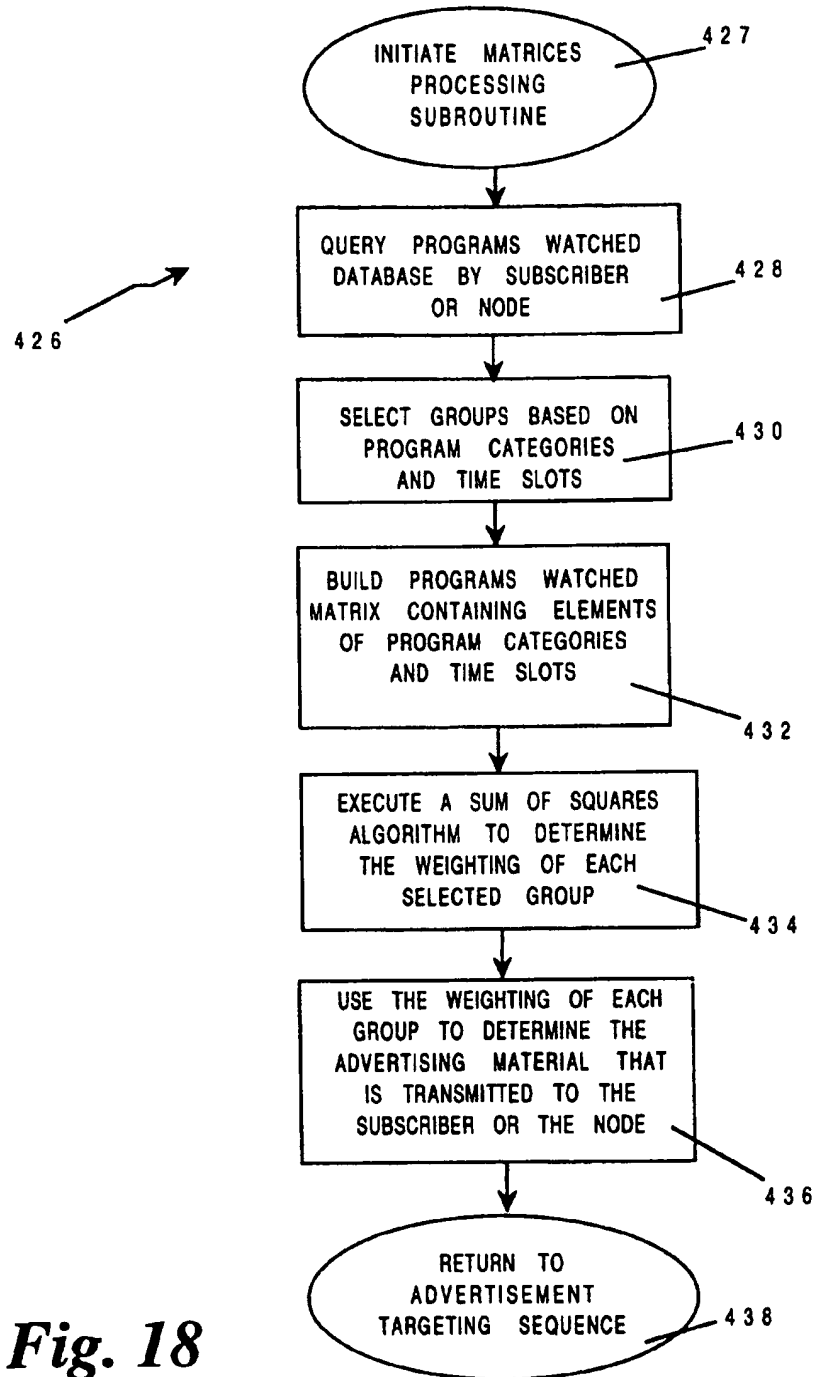 INITIATE MATRICES
PROCESSING
SUBROUTINE
427
QUERY PROGRAMS WATCHED
DATABASE BY SUBSCRIBER
OR NODE
428
426
SELECT GROUPS BASED ON
PROGRAM CATEGORIES
AND TIME SLOTS
430
BUILD PROGRAMS WATCHED
MATRIX CONTAINING ELEMENTS
OF PROGRAM CATEGORIES
AND TIME SLOTS
432
EXECUTE A SUM OF SQUARES
ALGORITHM TO DETERMINE
THE WEIGHTING OF EACH
SELECTED GROUP
434
USE THE WEIGHTING OF EACH
GROUP TO DETERMINE THE
ADVERTISING MATERIAL THAT
IS TRANSMITTED TO THE
SUBSCRIBER OR THE NODE
436
RETURN TO
ADVERTISEMENT
TARGETING SEQUENCE
438
Fig. 18